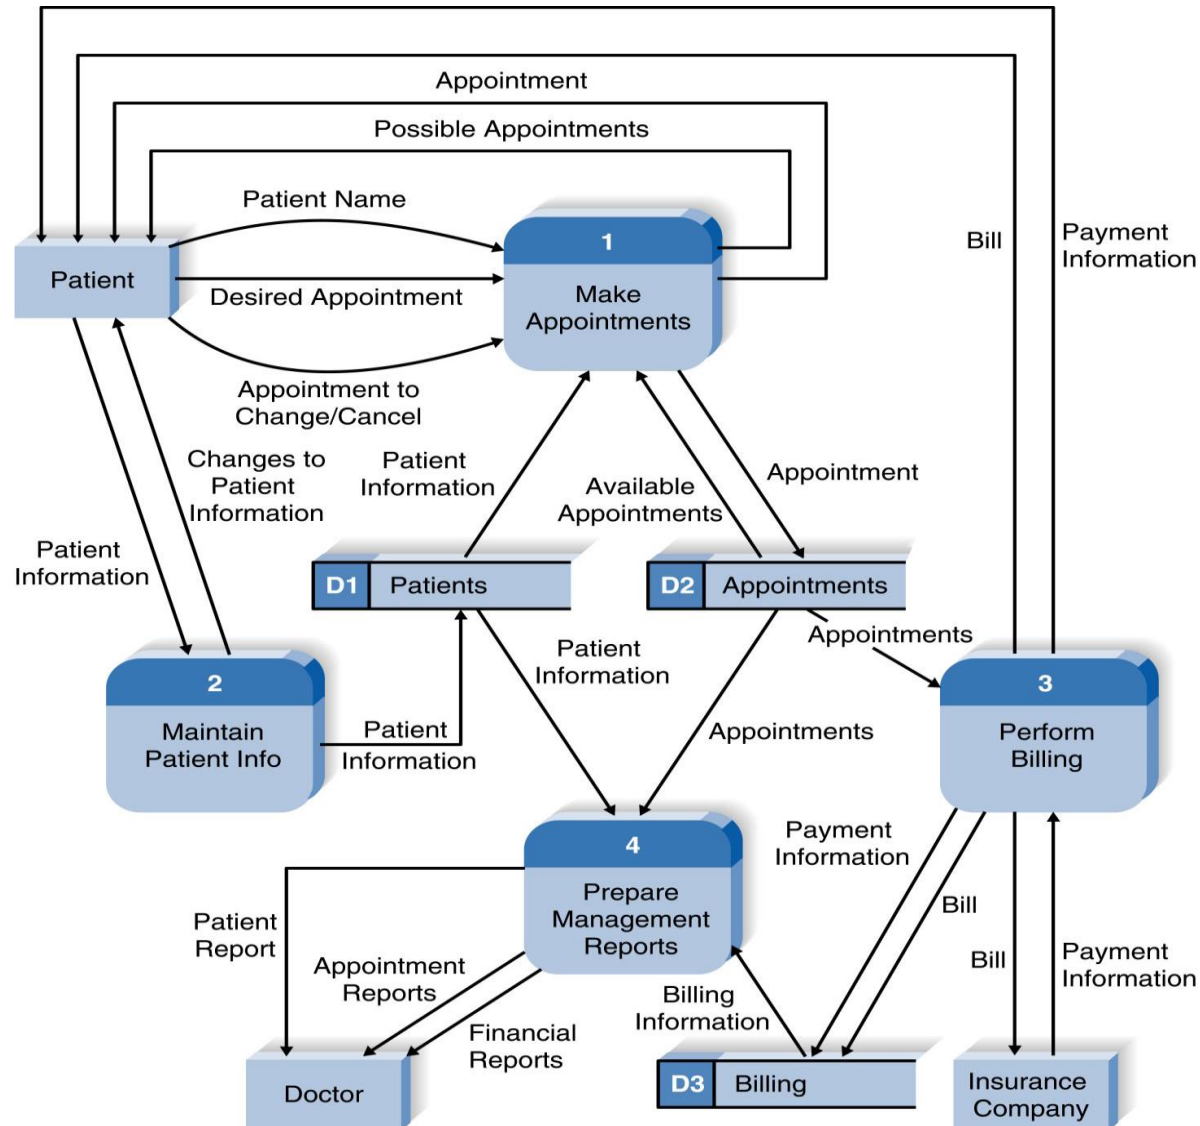 Appointment
Possible Appointments
Patient Name
1
Bill
Payment
Information
Patient
Desired Appointment
Make
Appointments
Appointment to
Change/Cancel
Changes to
Patient
Information
Patient
Information
Available
Appointments
Appointment
Patient
Information
D1
Patients
D2
Appointments
Patient
Information
Appointments
2
3
Maintain
Patient Info
Patient
Information
Appointments
Perform
Billing
4
Payment
Information
Prepare
Management
Reports
Patient
Report
Bill
Bill
Payment
Information
Appointment
Reports
Billing
Information
Financial
Reports
Doctor
D3
Billing
Insurance
Company